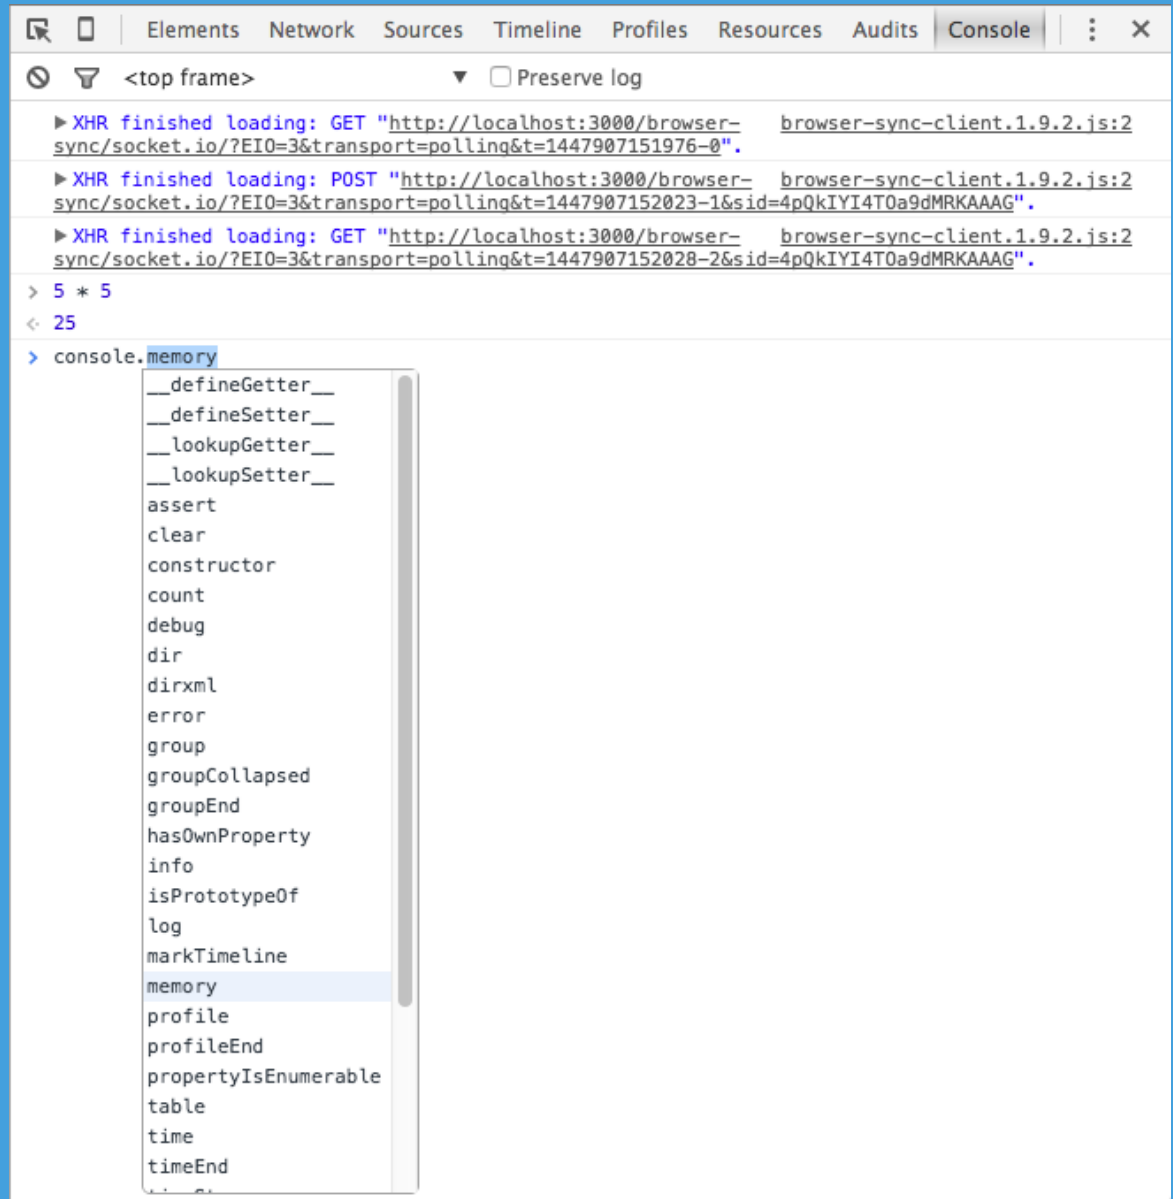 Elements Network Sources Timeline Profiles Resources Audits Console
<top frame> ▼ Preserve log
▶ XHR finished loading: GET "http://localhost:3000/browser- browser-sync-client.1.9.2.js:2
sync/socket.io/?EIO=3&transport=polling&t=1447907151976-0".
▶ XHR finished loading: POST "http://localhost:3000/browser- browser-sync-client.1.9.2.js:2
sync/socket.io/?EIO=3&transport=polling&t=1447907152023-1&sid=4pQkIYI4TOa9dMRKAAAG".
▶ XHR finished loading: GET "http://localhost:3000/browser- browser-sync-client.1.9.2.js:2
sync/socket.io/?EIO=3&transport=polling&t=1447907152028-2&sid=4pQkIYI4TOa9dMRKAAAG".
> 5 * 5
25
> console.memory
__defineGetter__
__defineSetter__
__lookupGetter__
__lookupSetter__
assert
clear
constructor
count
debug
dir
dirxml
error
group
groupCollapsed
groupEnd
hasOwnProperty
info
isPrototypeOf
log
markTimeline
memory
profile
profileEnd
propertyIsEnumerable
table
time
timeEnd